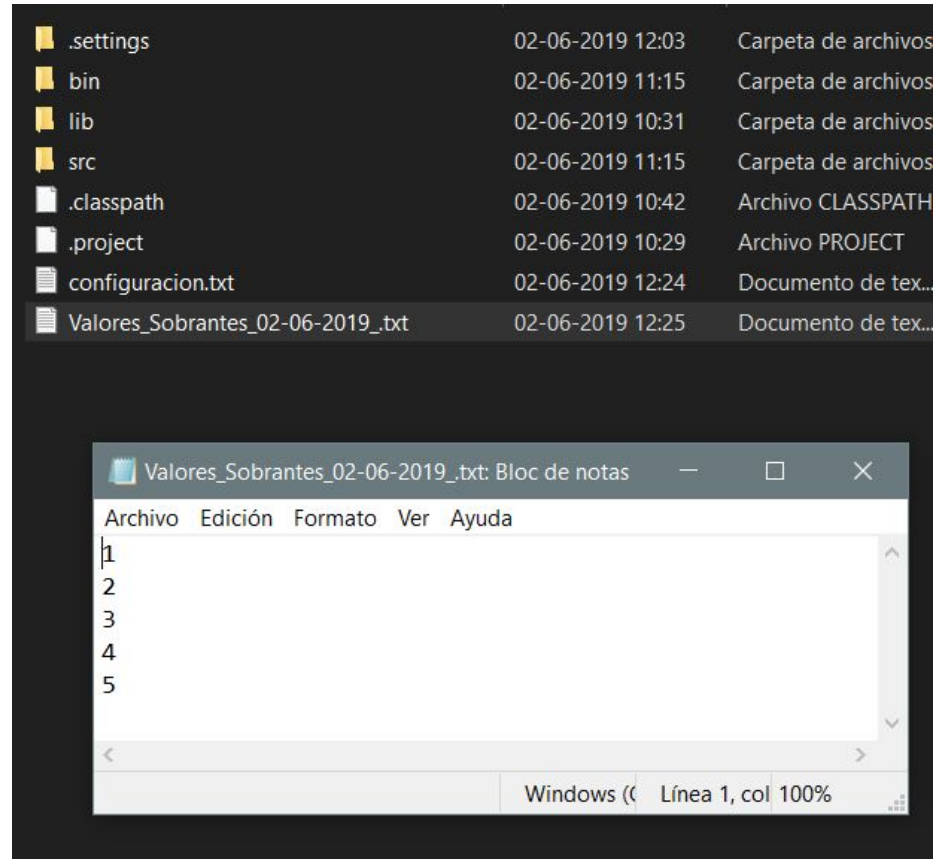 .settings 02-06-2019 12:03 Carpeta de archivos
bin 02-06-2019 11:15 Carpeta de archivos
lib 02-06-2019 10:31 Carpeta de archivos
src 02-06-2019 11:15 Carpeta de archivos
.classpath 02-06-2019 10:42 Archivo CLASSPATH
.project 02-06-2019 10:29 Archivo PROJECT
configuracion.txt 02-06-2019 12:24 Documento de tex...
Valores_Sobrantes_02-06-2019_.txt 02-06-2019 12:25 Documento de tex...
Valores_Sobrantes_02-06-2019_.txt: Bloc de notas
Archivo Edición Formato Ver Ayuda
1
2
3
4
5
Windows (C Línea 1, col 100%